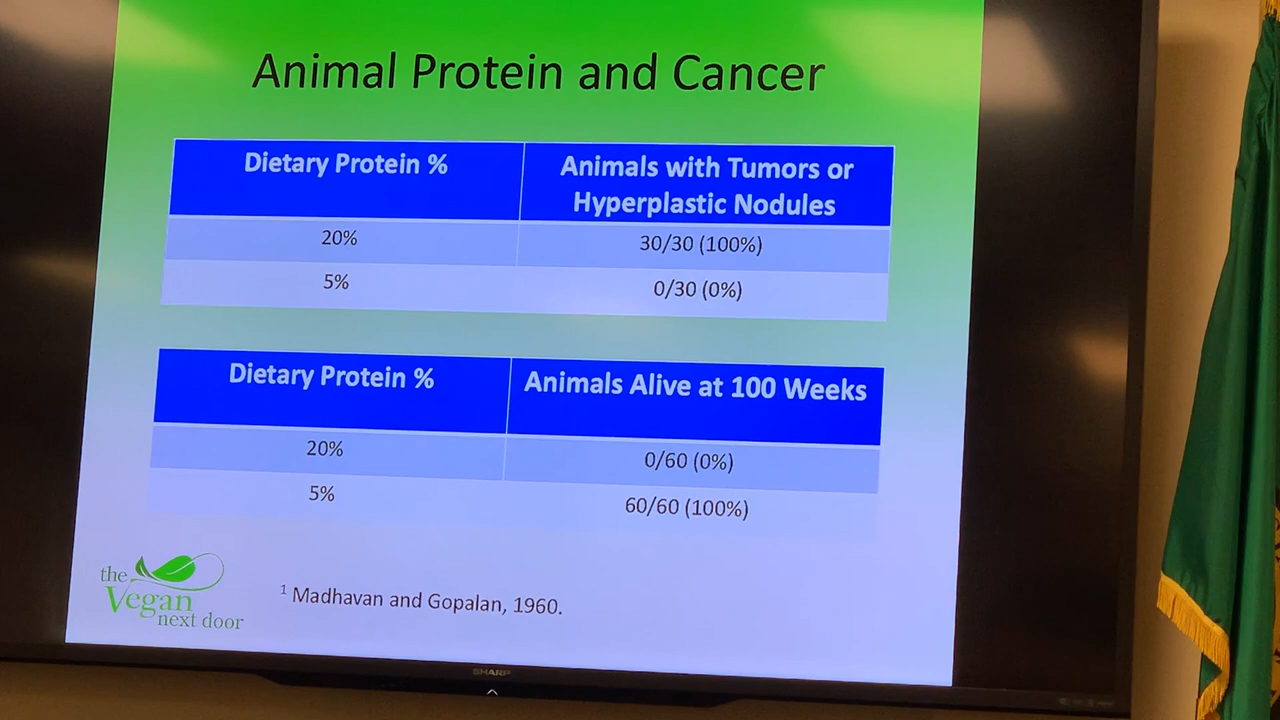 Animal Protein and Cancer
Dietary Protein %
Animals with Tumors or
Hyperplastic Nodules
20%
30/30 (100%)
5%
0/30 (0%)
Dietary Protein %
Animals Alive at 100 Weeks
20%
0/60 (0%)
5%
60/60 (100%)
the
Vegan
next door
1 Madhavan and Gopalan, 1960.
SHARP